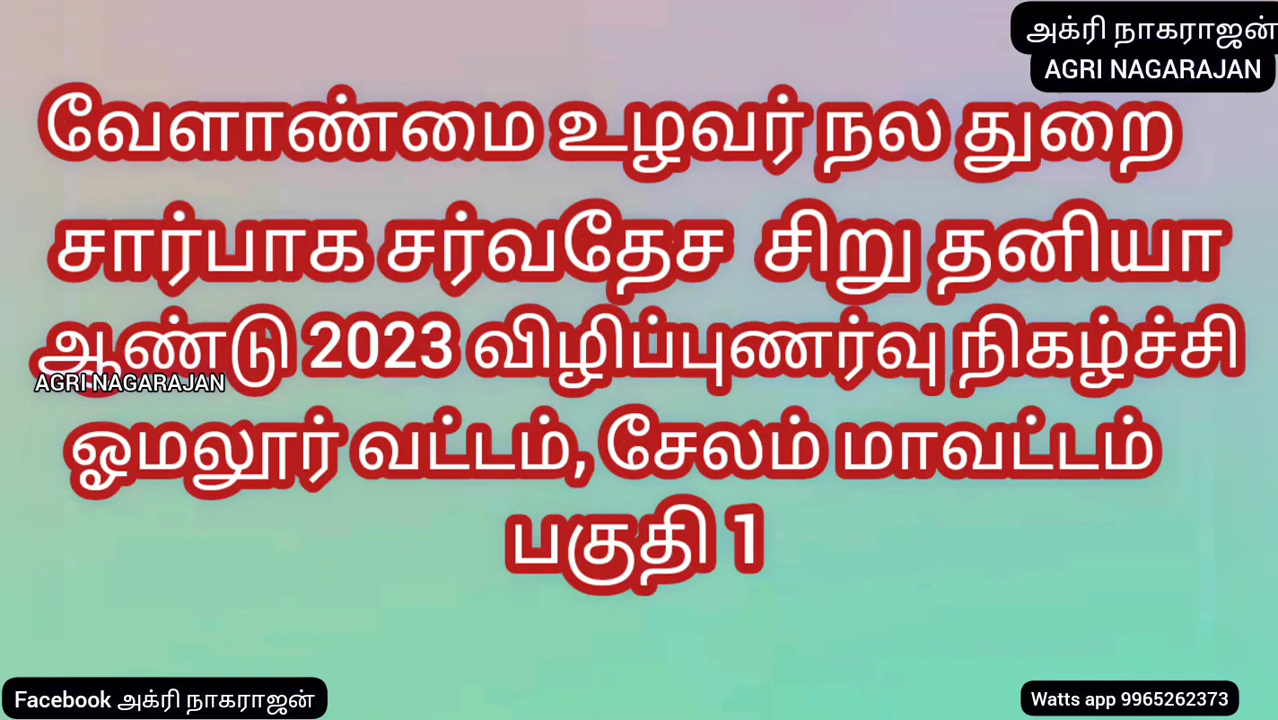 அக்ரி நாகராஜன்
AGRI NAGARAJAN
வேளாண்மை உழவர் நல துறை
சார்பாக சர்வதேச சிறு தனியா
ஆண்டு 2023 விழிப்புணர்வு நிகழ்ச்சி
AGRI NAGARAJAN
ஓமலூர் வட்டம், சேலம் மாவட்டம்
பகுதி 1
Facebook அக்ரி நாகராஜன்
Watts app 9965262373